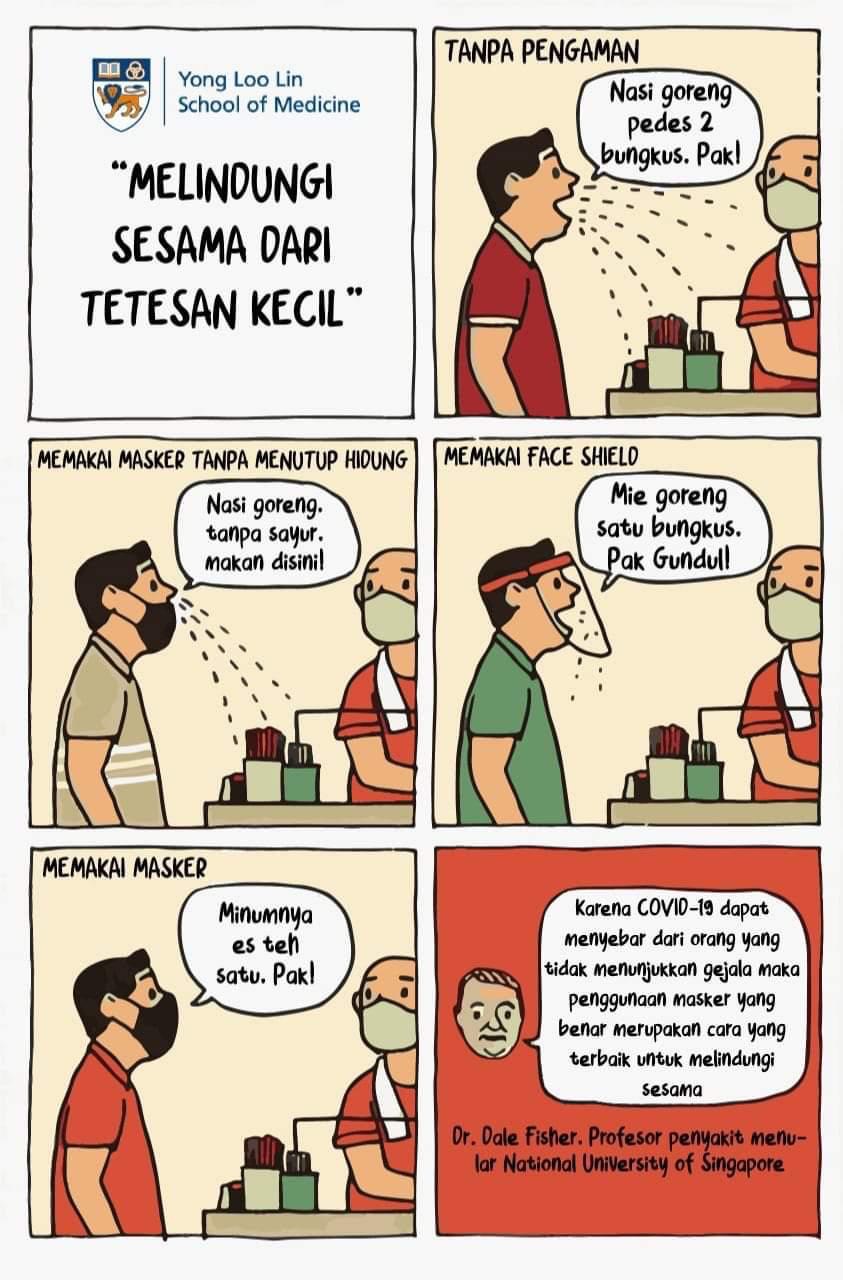 Yong Loo Lin
School of Medicine
"MELINDUNGI
SESAMA DARI
TETESAN KECIL"
TANPA PENGAMAN
Nasi goreng
pedes 2
bungkus. Pak!
MEMAKAI MASKER TANPA MENUTUP HIDUNG
Nasi goreng.
tanpa sayur.
makan disini!
MEMAKAI FACE SHIELD
Mie goreng
satu bungkus.
Pak Gundul!
MEMAKAI MASKER
Minumnya
es teh
satu. Pak!
Karena COVID-19 dapat
menyebar dari orang yang
tidak menunjukkan gejala maka
penggunaan masker yang
benar merupakan cara yang
terbaik untuk melindungi
sesama
Dr. Dale Fisher. Profesor penyakit menu-
lar National University of Singapore